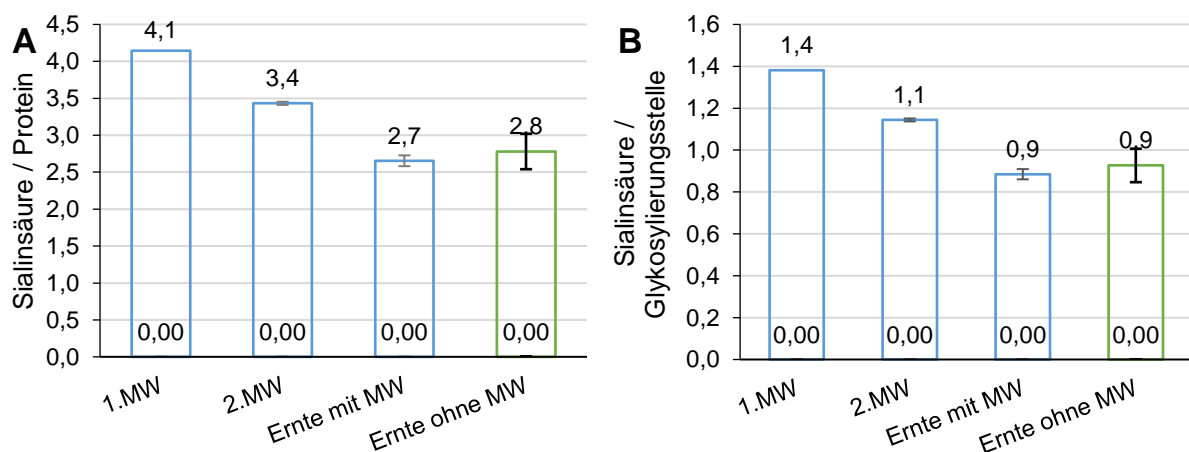 A
Sialinsäure / Protein
4,5
4,0
3,5
3,0
2,5
2,0
1,5
1,0
0,5
0,0
4,1
3,4
2,7
2,8
0,00
0,00
0,00
0,00
1.MW
2.MW
Ernte mit MW
Ernte ohne MW
B
Sialinsäure /
Glykosylierungsstelle
1,6
1,4
1,2
1,0
0,8
0,6
0,4
0,2
0,0
1,4
1,1
0,9
0,9
0,00
0,00
0,00
0,00
1.MW
2.MW
Ernte mit MW
Ernte ohne MW